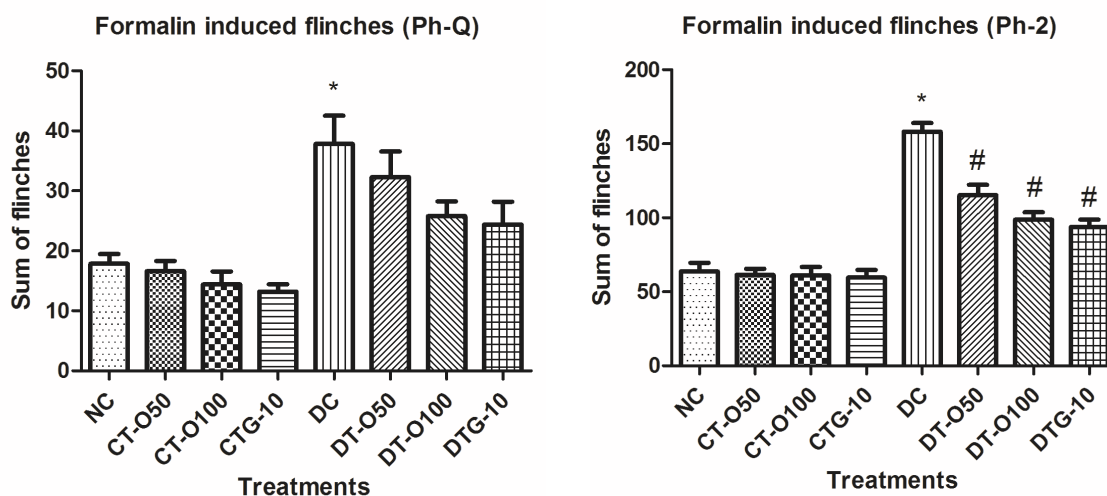 Formalin induced flinches (Ph-Q)
Sum of flinches
50
40
30
20
10
0
*
NC
CT-O50
CT-O100
CTG-10
DC
DT-O50
DT-O100
DTG-10
Treatments
Formalin induced flinches (Ph-2)
Sum of flinches
200
150
100
50
0
*
#
#
#
NC
CT-O50
CT-O100
CTG-10
DC
DT-O50
DT-O100
DTG-10
Treatments